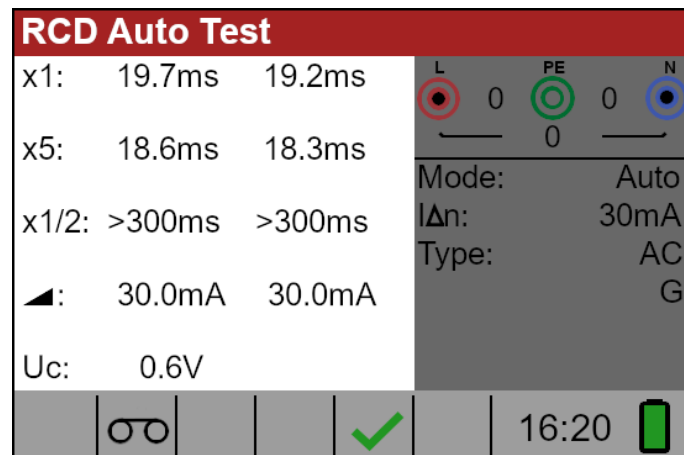 RCD Auto Test
x1: 19.7ms 19.2ms
x5: 18.6ms 18.3ms
x1/2: >300ms >300ms
◢: 30.0mA 30.0mA
Uc: 0.6V
L PE N
0 0
0
Mode: Auto
IΔn: 30mA
Type: AC
G
16:20